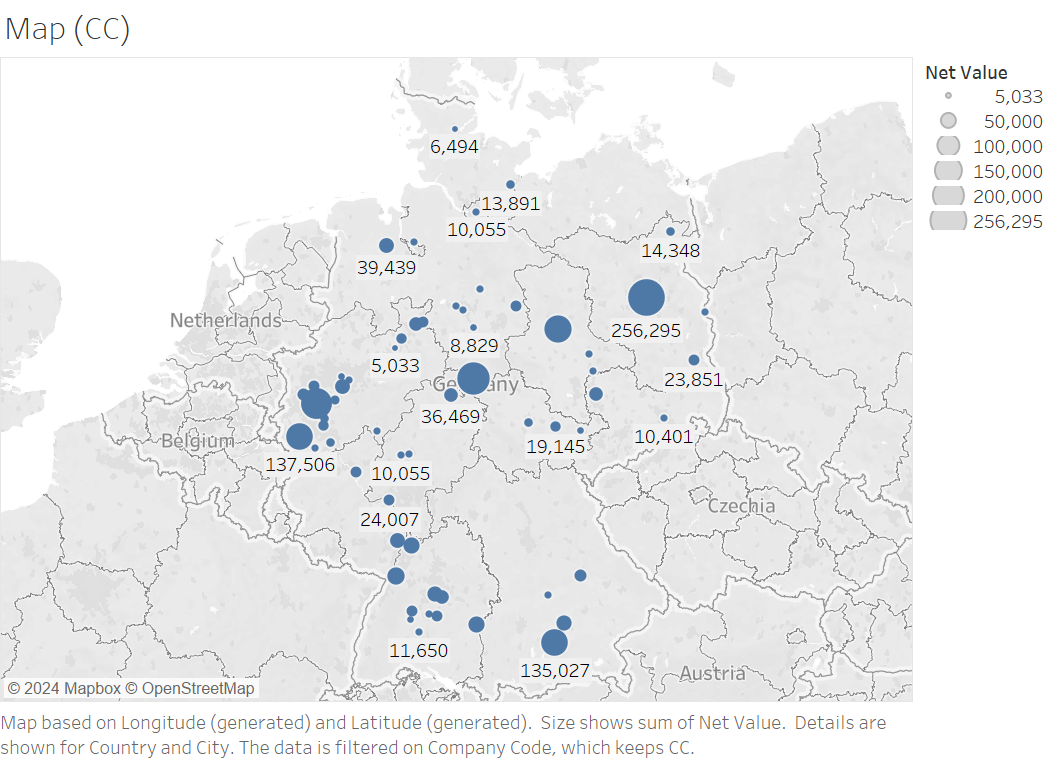 Map (CC)
Net Value
5,033
50,000
100,000
150,000
200,000
256,295
6,494
13,891
10,055
14,348
39,439
Netherlands
256,295
8,829
5,033
23,851
Germany
36,469
10,401
Belgium
19,145
137,506
10,055
Czechia
24,007
11,650
135,027
Austria
© 2024 Mapbox © OpenStreetMap
Map based on Longitude (generated) and Latitude (generated).  Size shows sum of Net Value.  Details are
shown for Country and City. The data is filtered on Company Code, which keeps CC.